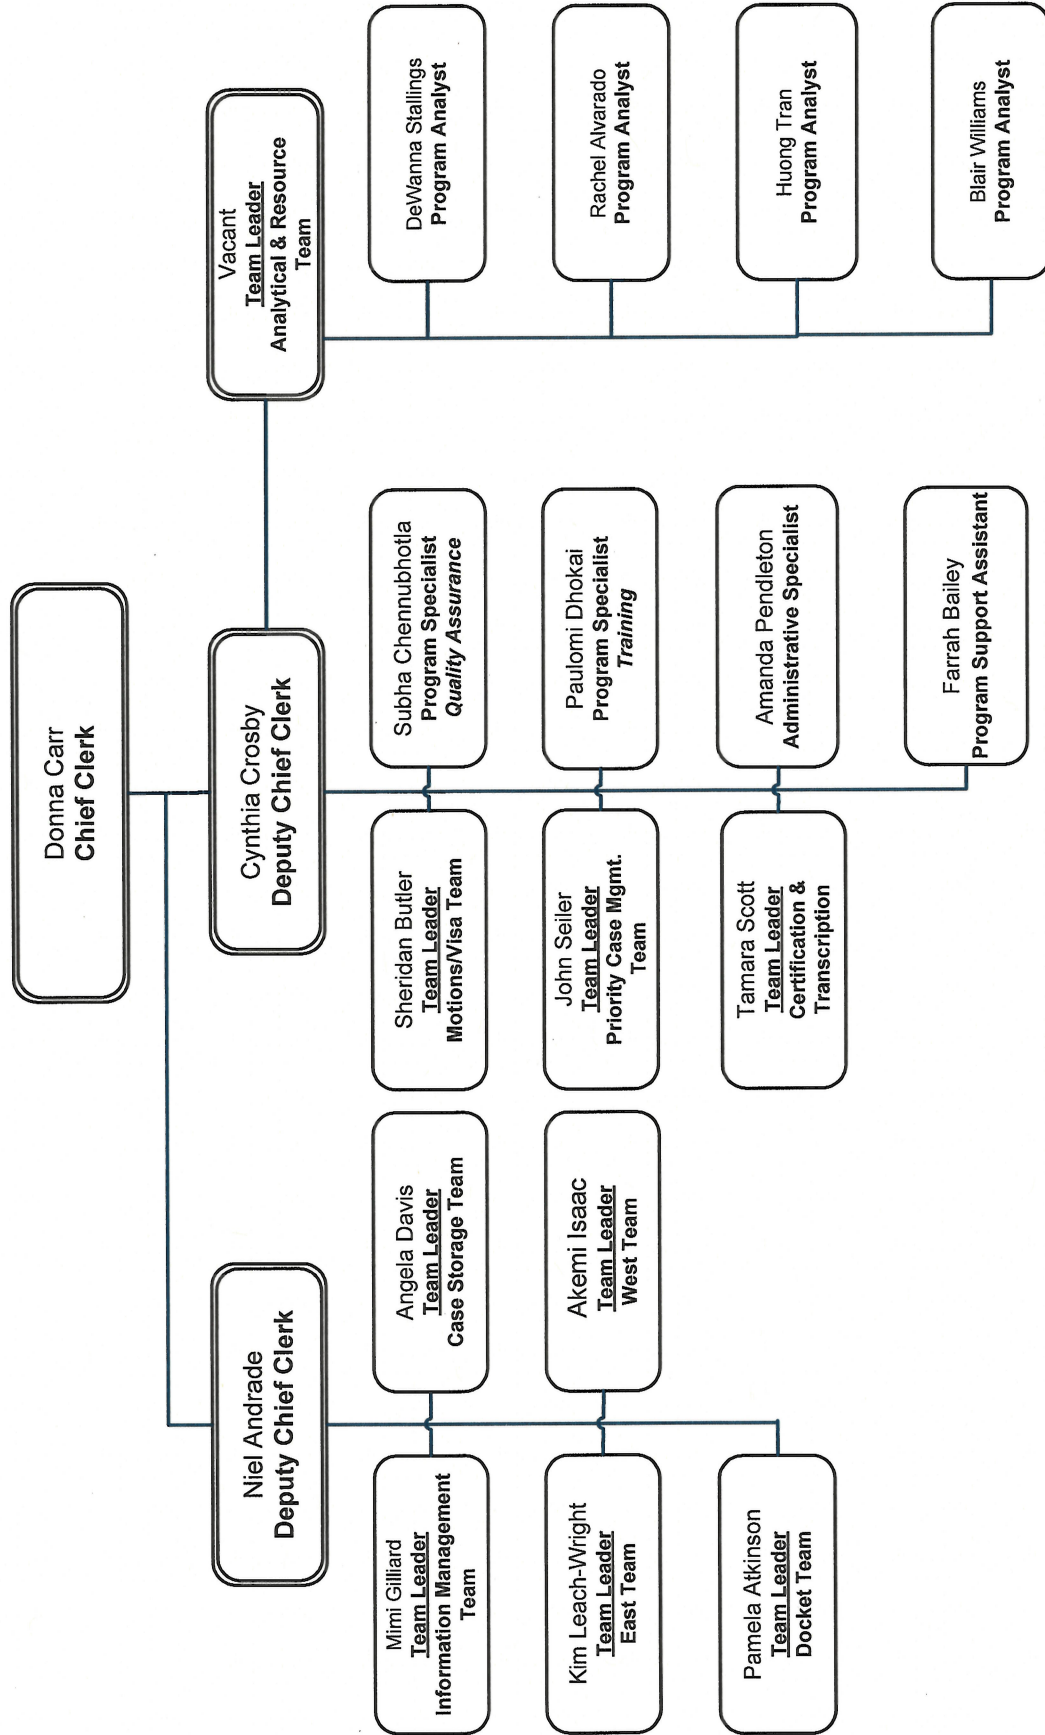 Donna Carr
Chief Clerk
Niel Andrade
Deputy Chief Clerk
Cynthia Crosby
Deputy Chief Clerk
Vacant
Team Leader
Analytical & Resource
Team
Mimi Gilliard
Team Leader
Information Management
Team
Angela Davis
Team Leader
Case Storage Team
Sheridan Butler
Team Leader
Motions/Visa Team
Subha Chennubhotla
Program Specialist
Quality Assurance
DeWanna Stallings
Program Analyst
Kim Leach-Wright
Team Leader
East Team
Akemi Isaac
Team Leader
West Team
John Seiler
Team Leader
Priority Case Mgmt.
Team
Paulomi Dhokai
Program Specialist
Training
Rachel Alvarado
Program Analyst
Pamela Atkinson
Team Leader
Docket Team
Tamara Scott
Team Leader
Certification &
Transcription
Amanda Pendleton
Administrative Specialist
Huong Tran
Program Analyst
Farrah Bailey
Program Support Assistant
Blair Williams
Program Analyst